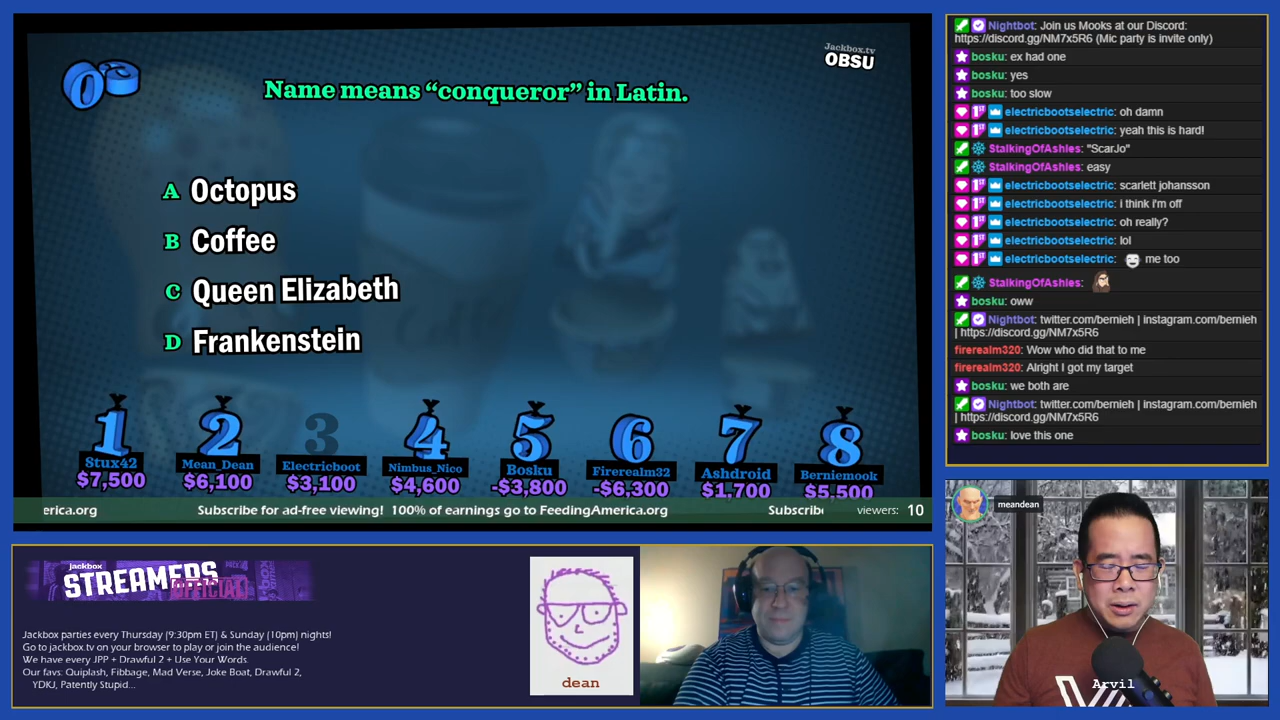 Jackbox.tv
OBSU
Name means “conqueror” in Latin.
A Octopus
B Coffee
C Queen Elizabeth
D Frankenstein
1
Stux42
$7,500
2
Mean_Dean
$6,100
3
Electricboot
$3,100
4
Nimbus_Nico
$4,600
5
Bosku
-$3,800
6
Firerealm32
-$6,300
7
Ashdroid
$1,700
8
Berniemook
$5,500
erica.org Subscribe for ad-free viewing! 100% of earnings go to FeedingAmerica.org Subscrib viewers: 10
jackbox
STREAMERS
OFFICIAL
Jackbox parties every Thursday (9:30pm ET) & Sunday (10pm) nights!
Go to jackbox.tv on your browser to play or join the audience!
We have every JPP + Drawful 2 + Use Your Words
Our favs: Quiplash, Fibbage, Mad Verse, Joke Boat, Drawful 2,
YDKJ, Patently Stupid...
dean
Nightbot: Join us Mooks at our Discord:
https://discord.gg/NM7x5R6 (Mic party is invite only)
bosku: ex had one
bosku: yes
bosku: too slow
electricbootselectric: oh damn
electricbootselectric: yeah this is hard!
StalkingOfAshles: "ScarJo"
StalkingOfAshles: easy
electricbootselectric: scarlett johansson
electricbootselectric: i think i'm off
electricbootselectric: oh really?
electricbootselectric: lol
electricbootselectric: me too
StalkingOfAshles:
bosku: oww
Nightbot: twitter.com/bernieh | instagram.com/bernieh
| https://discord.gg/NM7x5R6
firerealm320: Wow who did that to me
firerealm320: Alright I got my target
bosku: we both are
Nightbot: twitter.com/bernieh | instagram.com/bernieh
| https://discord.gg/NM7x5R6
bosku: love this one
meandean
Arvil